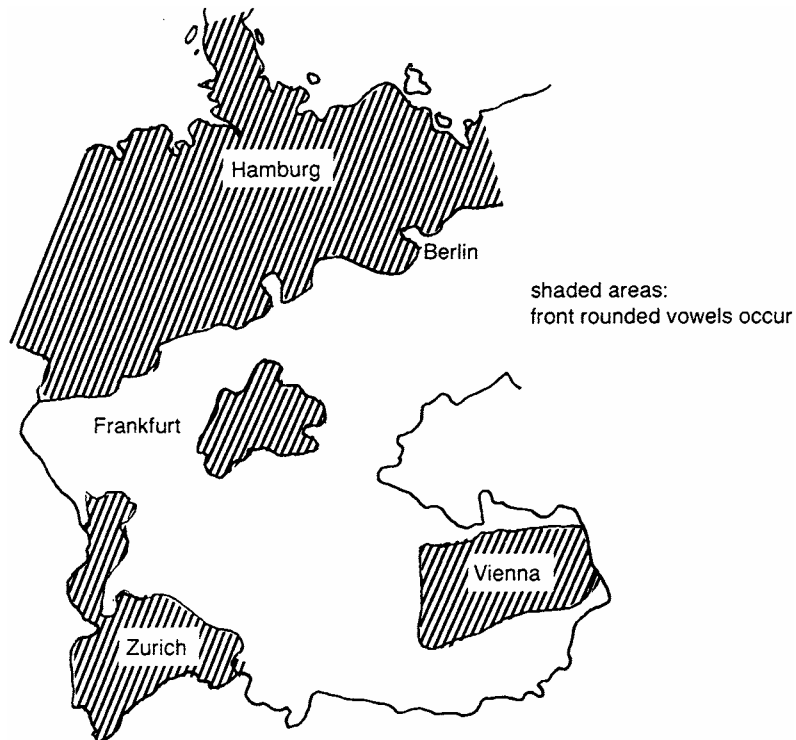 Hamburg
Berlin
shaded areas:
front rounded vowels occur
Frankfurt
Vienna
Zurich